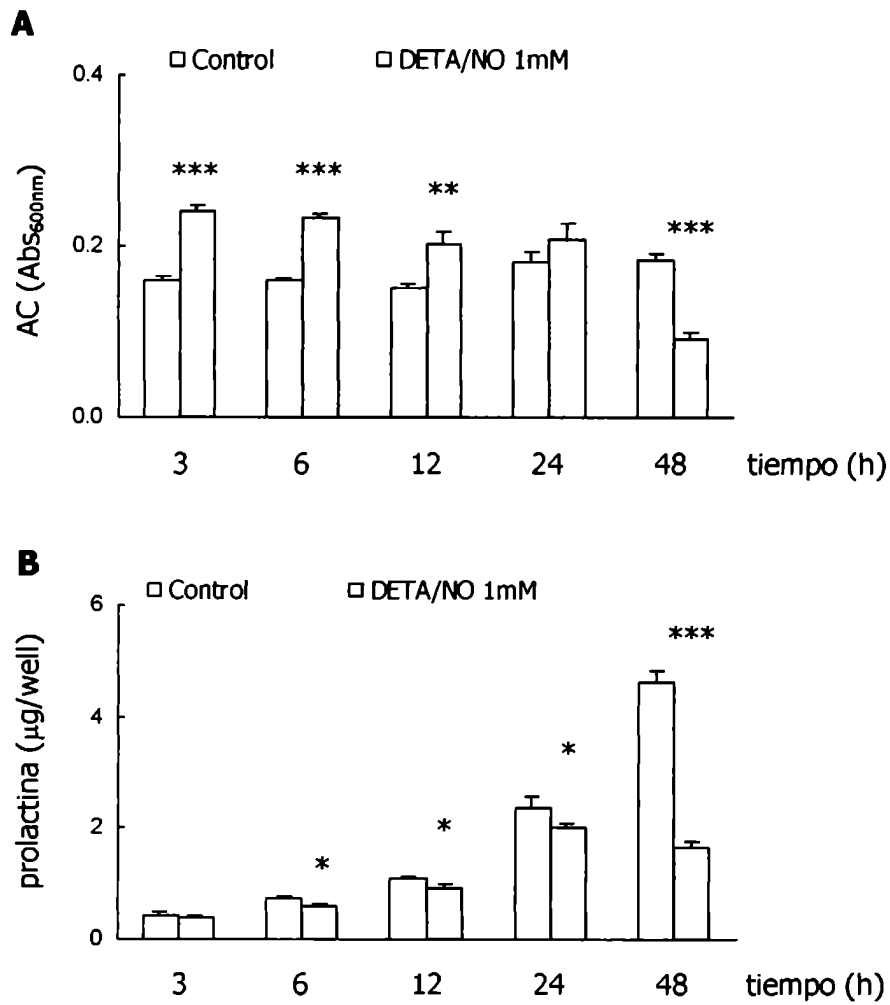 A
Control DETA/NO 1mM
0.4
0.2
0.0
AC (Abs600nm)
*** *** ** ***
3 6 12 24 48 tiempo (h)
B
Control DETA/NO 1mM
6
4
2
0
prolactina (μg/well)
* * * ***
3 6 12 24 48 tiempo (h)